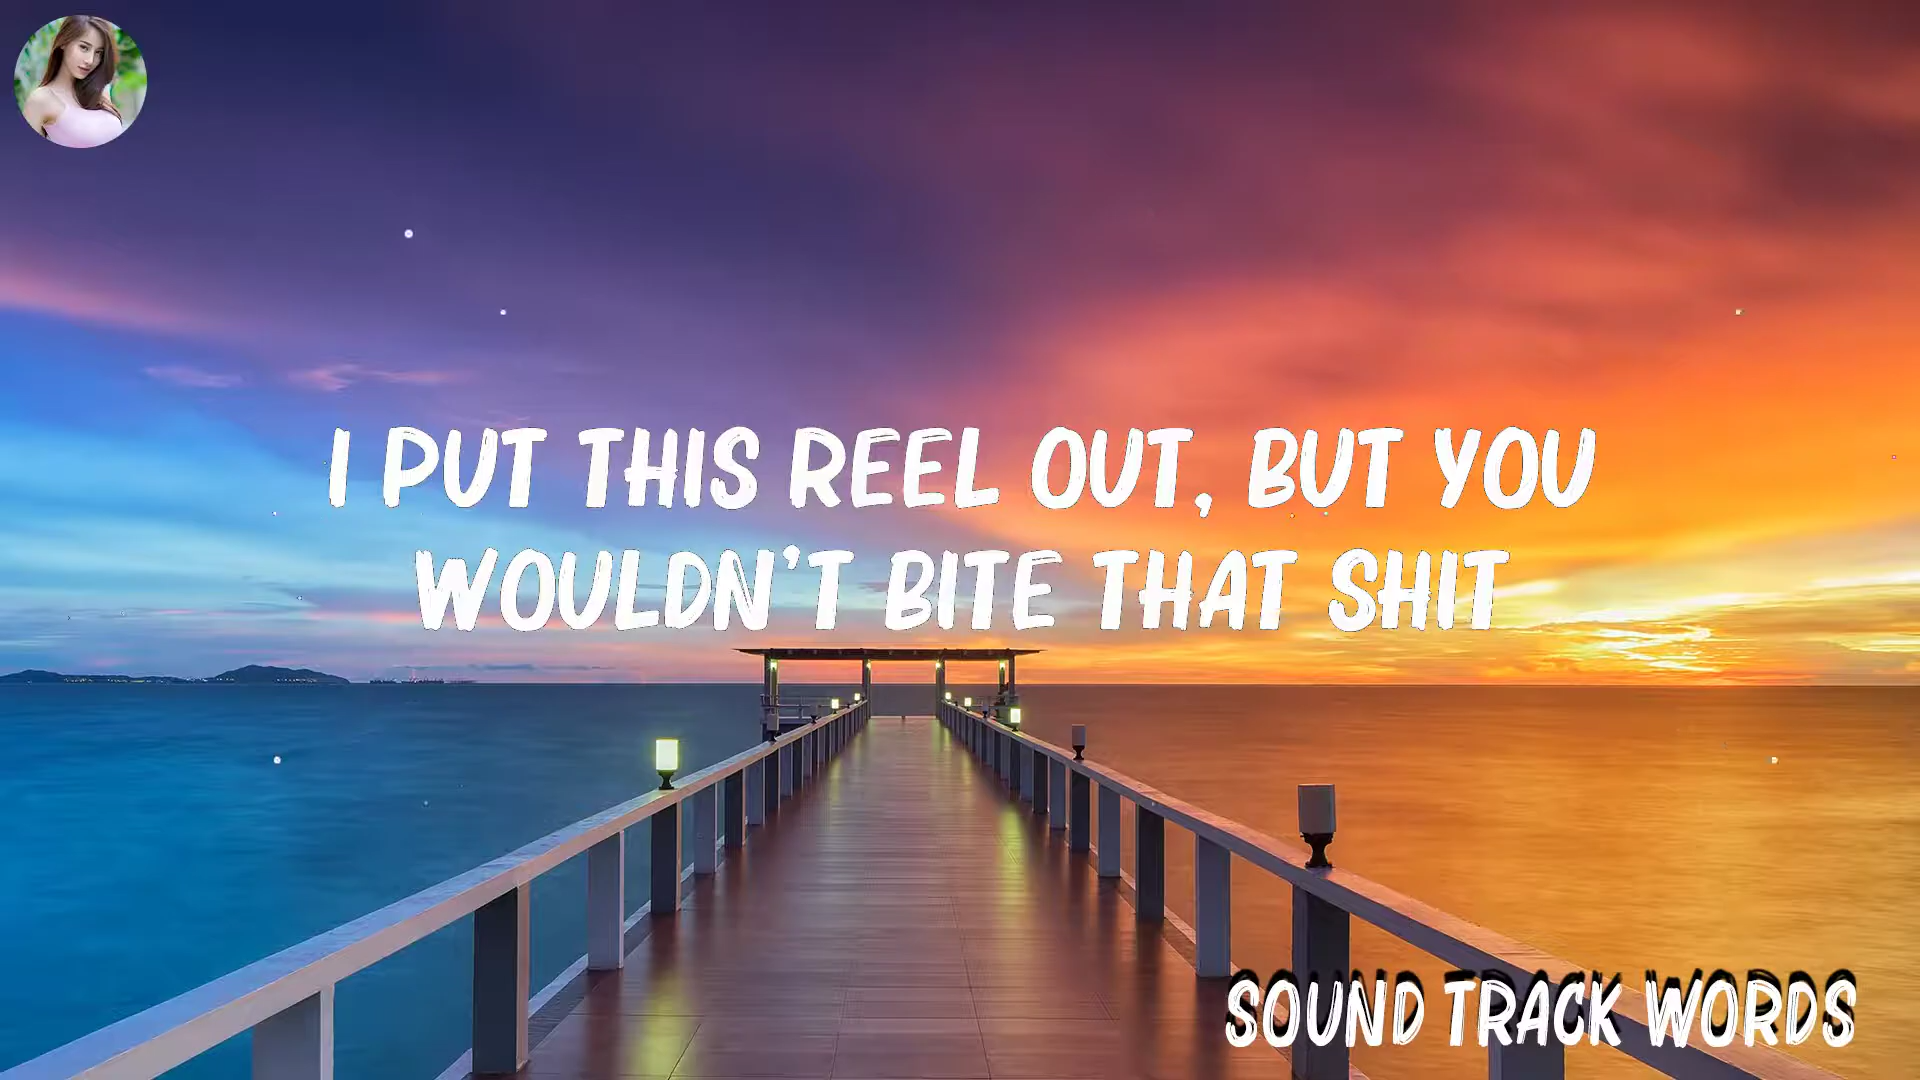 I PUT THIS REEL OUT, BUT YOU
WOULDN'T BITE THAT SHIT
SOUND TRACK WORDS